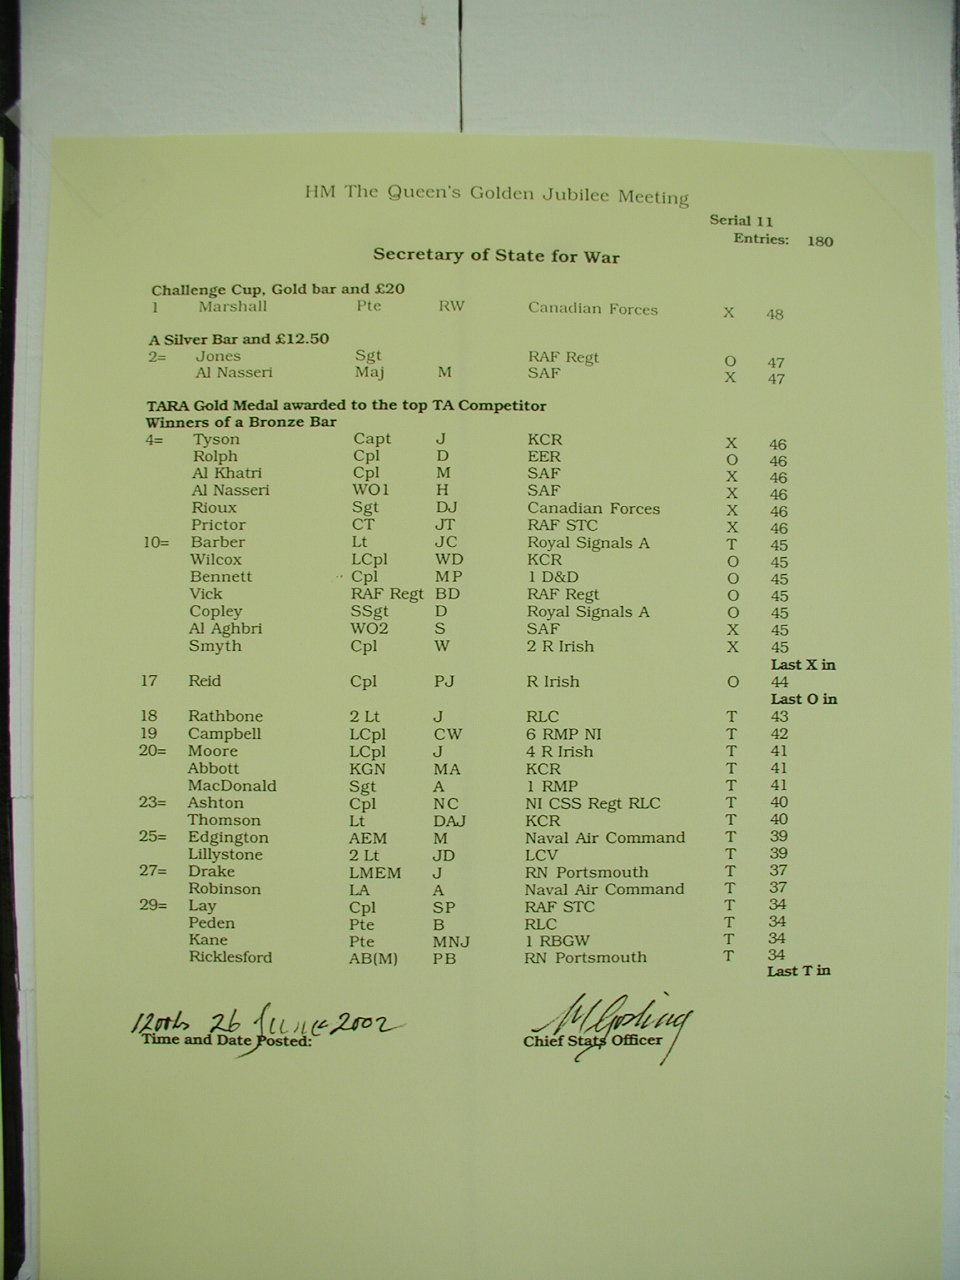 HM The Queen's Golden Jubilee Meeting
Serial 11
Entries: 180
Secretary of State for War
Challenge Cup, Gold bar and £20
1 Marshall Pte RW Canadian Forces X 48
A Silver Bar and £12.50
2= Jones Sgt RAF Regt O 47
Al Nasseri Maj M SAF X 47
TARA Gold Medal awarded to the top TA Competitor
Winners of a Bronze Bar
4= Tyson Capt J KCR X 46
Rolph Cpl D EER O 46
Al Khatri Cpl M SAF X 46
Al Nasseri WO1 H SAF X 46
Rioux Sgt DJ Canadian Forces X 46
Prictor CT JT RAF STC X 46
10= Barber Lt JC Royal Signals A T 45
Wilcox LCpl WD KCR O 45
Bennett Cpl MP 1 D&D O 45
Vick RAF Regt BD RAF Regt O 45
Copley SSgt D Royal Signals A O 45
Al Aghbri WO2 S SAF X 45
Smyth Cpl W 2 R Irish X 45
Last X in
17 Reid Cpl PJ R Irish O 44
Last O in
18 Rathbone 2 Lt J RLC T 43
19 Campbell LCpl CW 6 RMP NI T 42
20= Moore LCpl J 4 R Irish T 41
Abbott KGN MA KCR T 41
MacDonald Sgt A 1 RMP T 41
23= Ashton Cpl NC NI CSS Regt RLC T 40
Thomson Lt DAJ KCR T 40
25= Edgington AEM M Naval Air Command T 39
Lillystone 2 Lt JD LCV T 39
27= Drake LMEM J RN Portsmouth T 37
Robinson LA A Naval Air Command T 37
29= Lay Cpl SP RAF STC T 34
Peden Pte B RLC T 34
Kane Pte MNJ 1 RBGW T 34
Ricklesford AB(M) PB RN Portsmouth T 34
Last T in
1200h 26 June 2002 M Gosling
Time and Date Posted: Chief Stats Officer